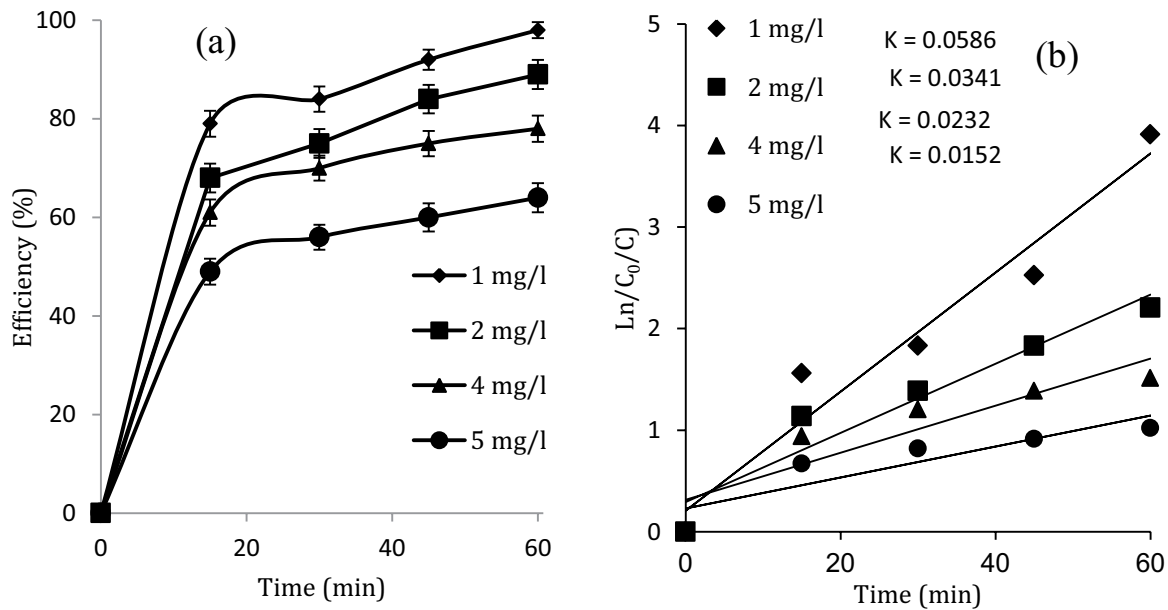 (a)
100
80
60
40
20
0
Efficiency (%)
0 20 40 60
Time (min)
1 mg/l
2 mg/l
4 mg/l
5 mg/l
(b)
5
4
3
2
1
0
Ln/C₀/C)
0 20 40 60
Time (min)
1 mg/l
2 mg/l
4 mg/l
5 mg/l
K = 0.0586
K = 0.0341
K = 0.0232
K = 0.0152